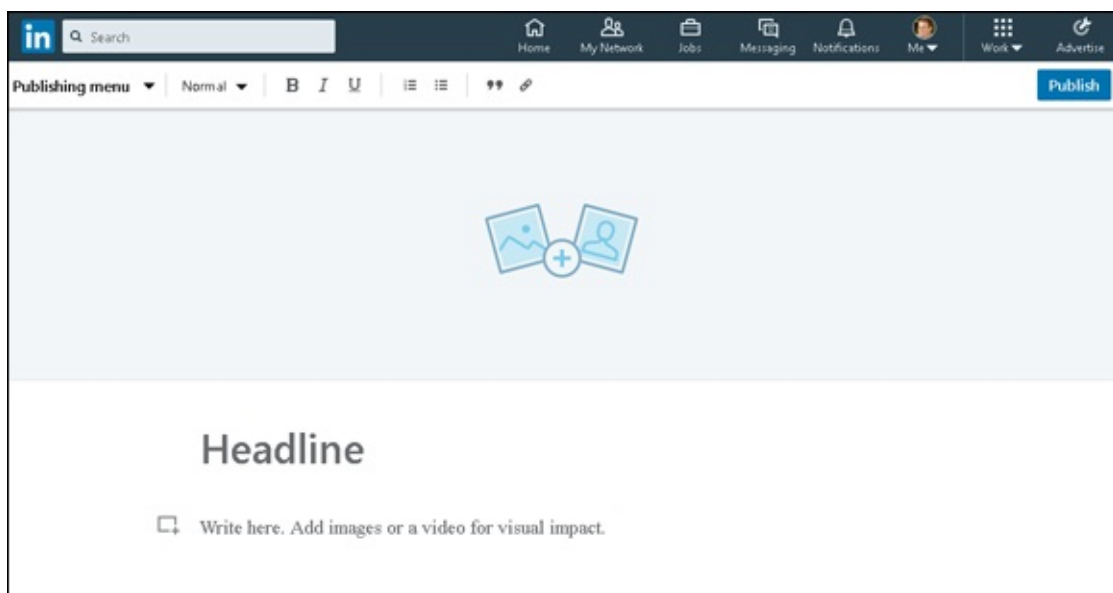 in Search Home My Network Jobs Messaging Notifications Me Work Advertise
Publishing menu Normal B I U Publish
Headline
Write here. Add images or a video for visual impact.